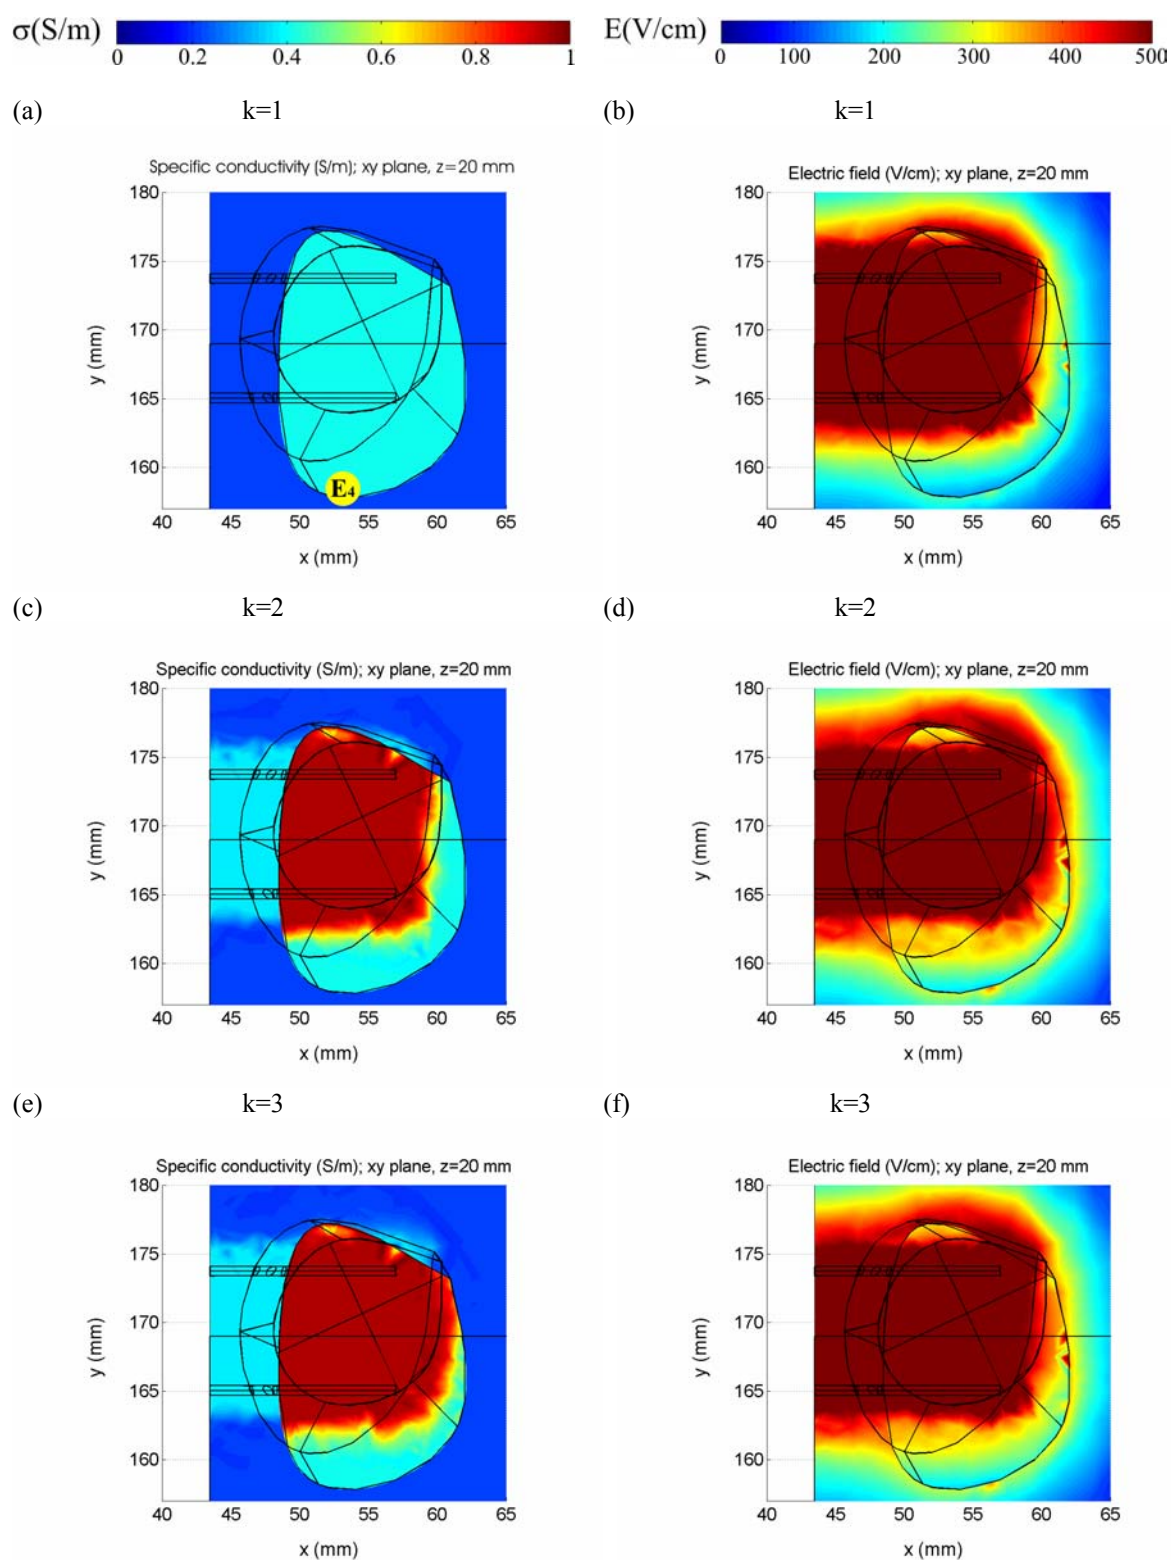 σ(S/m) E(V/cm)
0 0.2 0.4 0.6 0.8 1 0 100 200 300 400 500
(a) k=1 (b) k=1
Specific conductivity (S/m); xy plane, z=20 mm Electric field (V/cm); xy plane, z=20 mm
180 180
175 175
170 170
y (mm) y (mm)
165 165
160 160
E4
40 45 50 55 60 65 40 45 50 55 60 65
x (mm) x (mm)
(c) k=2 (d) k=2
Specific conductivity (S/m); xy plane, z=20 mm Electric field (V/cm); xy plane, z=20 mm
180 180
175 175
170 170
y (mm) y (mm)
165 165
160 160
40 45 50 55 60 65 40 45 50 55 60 65
x (mm) x (mm)
(e) k=3 (f) k=3
Specific conductivity (S/m); xy plane, z=20 mm Electric field (V/cm); xy plane, z=20 mm
180 180
175 175
170 170
y (mm) y (mm)
165 165
160 160
40 45 50 55 60 65 40 45 50 55 60 65
x (mm) x (mm)